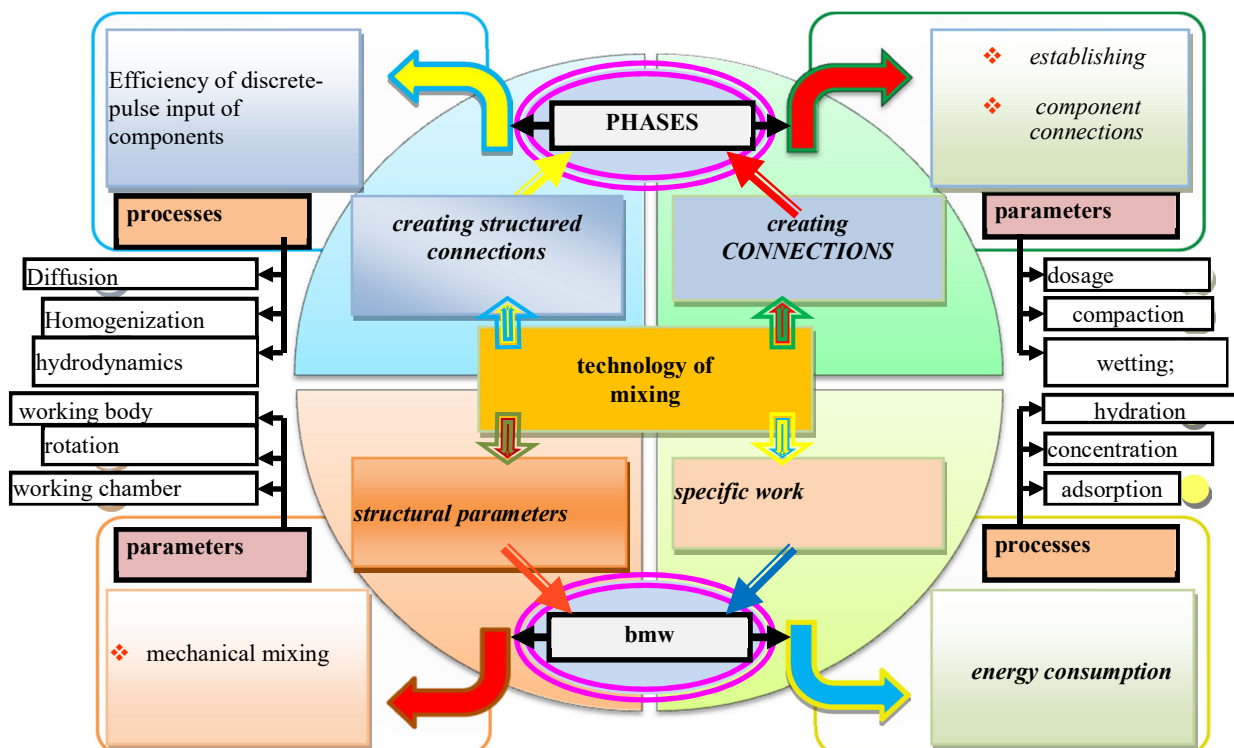 Efficiency of discrete-
pulse input of
components
processes
Diffusion
Homogenization
hydrodynamics
working body
rotation
working chamber
parameters
❖ mechanical mixing
PHASES
creating structured
connections
creating
CONNECTIONS
technology of
mixing
structural parameters
specific work
bmw
❖ establishing
❖ component
connections
parameters
dosage
compaction
wetting;
hydration
concentration
adsorption
processes
energy consumption